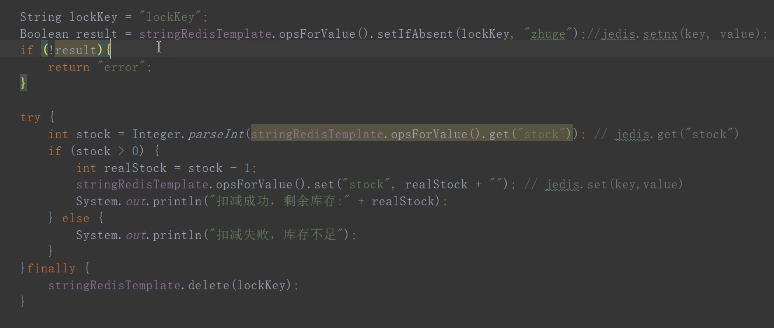 String lockKey = "lockKey";
Boolean result = stringRedisTemplate.opsForValue().setIfAbsent(lockKey, "zhuge");//jedis.setnx(key, value);
if (!result){
return "error";
}
try {
int stock = Integer.parseInt(stringRedisTemplate.opsForValue().get("stock")); // jedis.get("stock")
if (stock > 0) {
int realStock = stock - 1;
stringRedisTemplate.opsForValue().set("stock", realStock + ""); // jedis.set(key,value)
System.out.println("扣减成功，剩余库存:" + realStock);
} else {
System.out.println("扣减失败，库存不足");
}
}finally {
stringRedisTemplate.delete(lockKey);
}